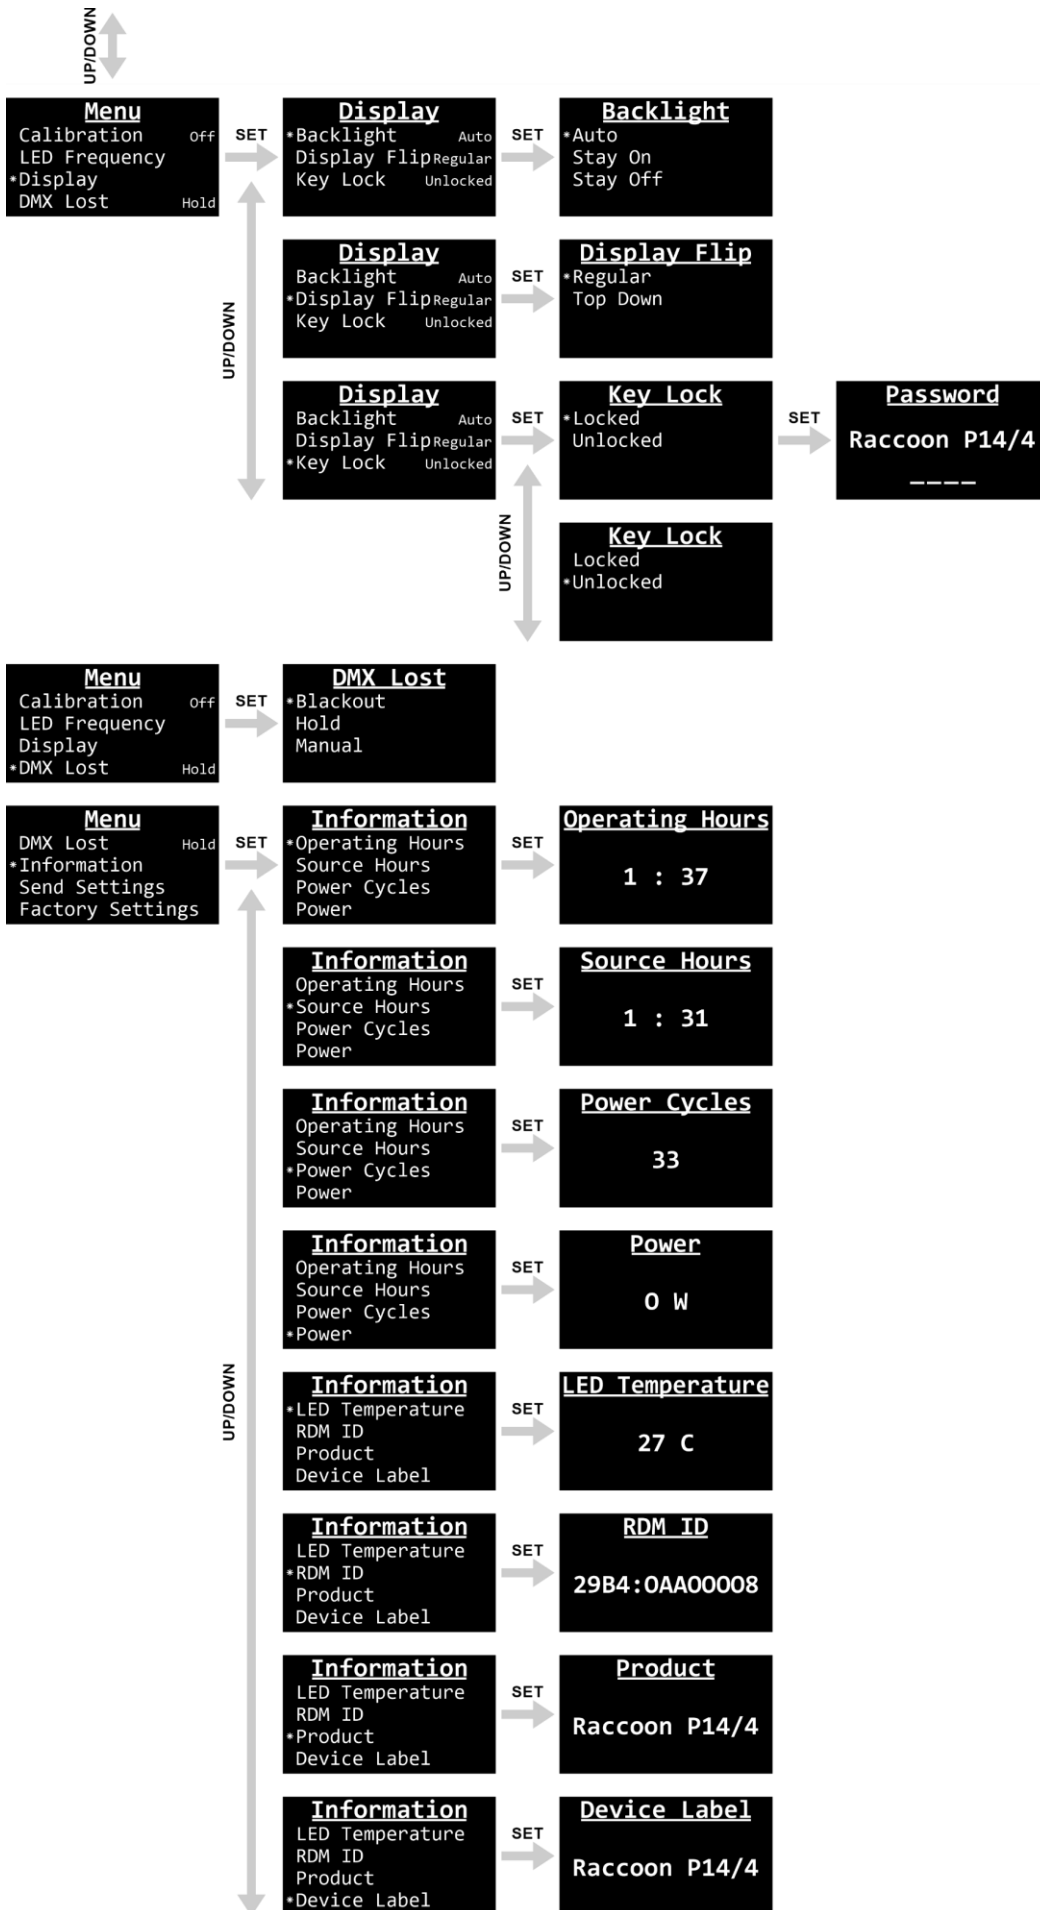 UP/DOWN
Menu
Calibration Off
LED Frequency
*Display
DMX Lost Hold
SET
Display
*Backlight Auto
Display Flip Regular
Key Lock Unlocked
SET
Backlight
*Auto
Stay On
Stay Off
UP/DOWN
Display
Backlight Auto
*Display Flip Regular
Key Lock Unlocked
SET
Display Flip
*Regular
Top Down
Display
Backlight Auto
Display Flip Regular
*Key Lock Unlocked
SET
Key Lock
*Locked
Unlocked
SET
Password
Raccoon P14/4
____
UP/DOWN
Key Lock
Locked
*Unlocked
Menu
Calibration Off
LED Frequency
Display
*DMX Lost Hold
SET
DMX Lost
*Blackout
Hold
Manual
Menu
DMX Lost Hold
*Information
Send Settings
Factory Settings
SET
Information
*Operating Hours
Source Hours
Power Cycles
Power
SET
Operating Hours
1 : 37
Information
Operating Hours
*Source Hours
Power Cycles
Power
SET
Source Hours
1 : 31
Information
Operating Hours
Source Hours
*Power Cycles
Power
SET
Power Cycles
33
Information
Operating Hours
Source Hours
Power Cycles
*Power
SET
Power
0 W
UP/DOWN
Information
*LED Temperature
RDM ID
Product
Device Label
SET
LED Temperature
27 C
Information
LED Temperature
*RDM ID
Product
Device Label
SET
RDM ID
29B4:0AA00008
Information
LED Temperature
RDM ID
*Product
Device Label
SET
Product
Raccoon P14/4
Information
LED Temperature
RDM ID
Product
*Device Label
SET
Device Label
Raccoon P14/4